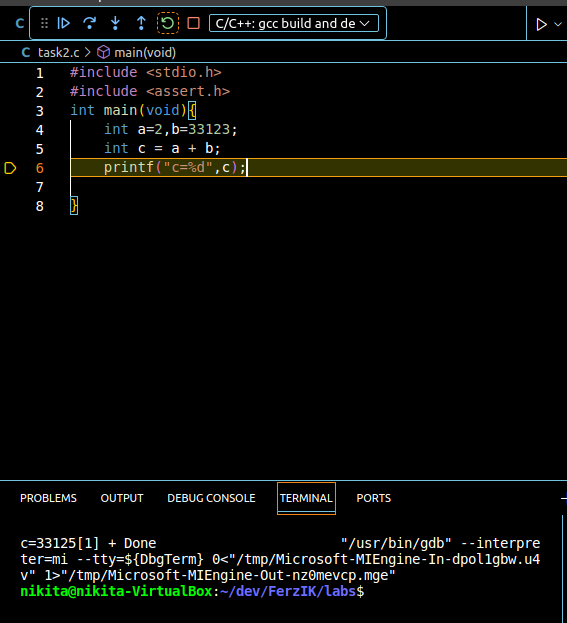 C C/C++: gcc build and de
C task2.c > main(void)
1 #include <stdio.h>
2 #include <assert.h>
3 int main(void){
4 int a=2,b=33123;
5 int c = a + b;
6 printf("c=%d",c);
7
8 }
PROBLEMS OUTPUT DEBUG CONSOLE TERMINAL PORTS
c=33125[1] + Done "/usr/bin/gdb" --interpre
ter=mi --tty=${DbgTerm} 0<"/tmp/Microsoft-MIEngine-In-dpol1gbw.u4
v" 1>"/tmp/Microsoft-MIEngine-Out-nz0mevcp.mge"
nikita@nikita-VirtualBox:~/dev/FerzIK/labs$